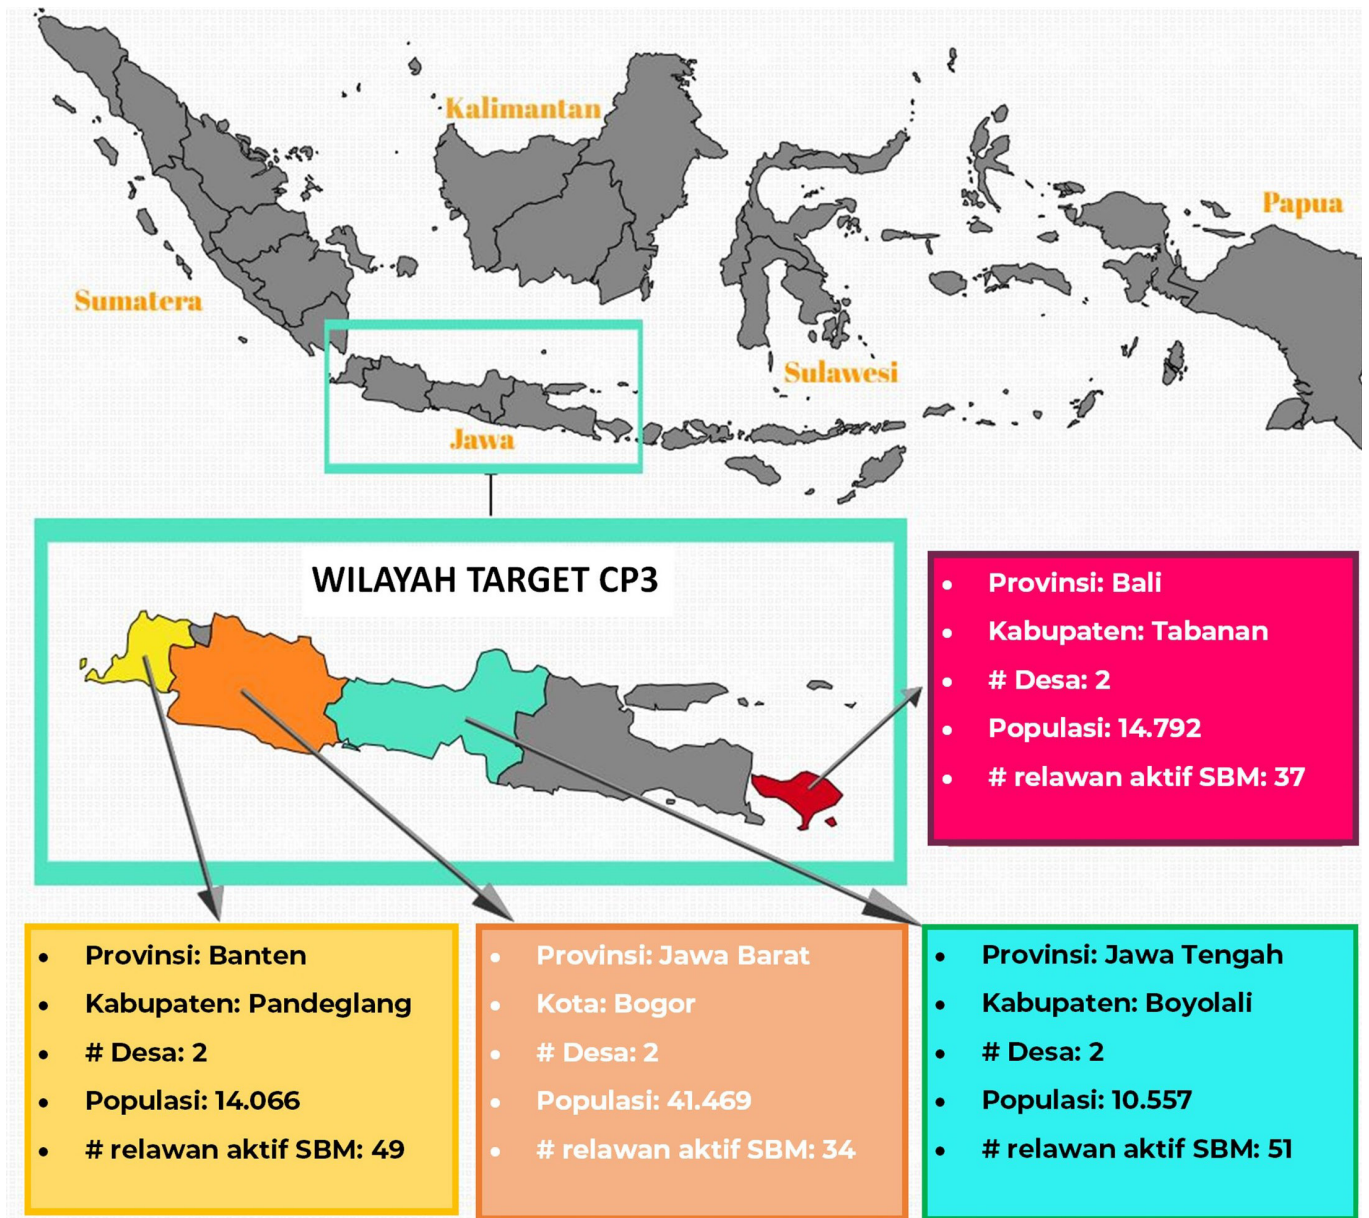 Kalimantan
Papua
Sumatera
Sulawesi
Jawa
WILAYAH TARGET CP3
• Provinsi: Bali
• Kabupaten: Tabanan
• # Desa: 2
• Populasi: 14.792
• # relawan aktif SBM: 37
• Provinsi: Banten
• Kabupaten: Pandeglang
• # Desa: 2
• Populasi: 14.066
• # relawan aktif SBM: 49
• Provinsi: Jawa Barat
• Kota: Bogor
• # Desa: 2
• Populasi: 41.469
• # relawan aktif SBM: 34
• Provinsi: Jawa Tengah
• Kabupaten: Boyolali
• # Desa: 2
• Populasi: 10.557
• # relawan aktif SBM: 51